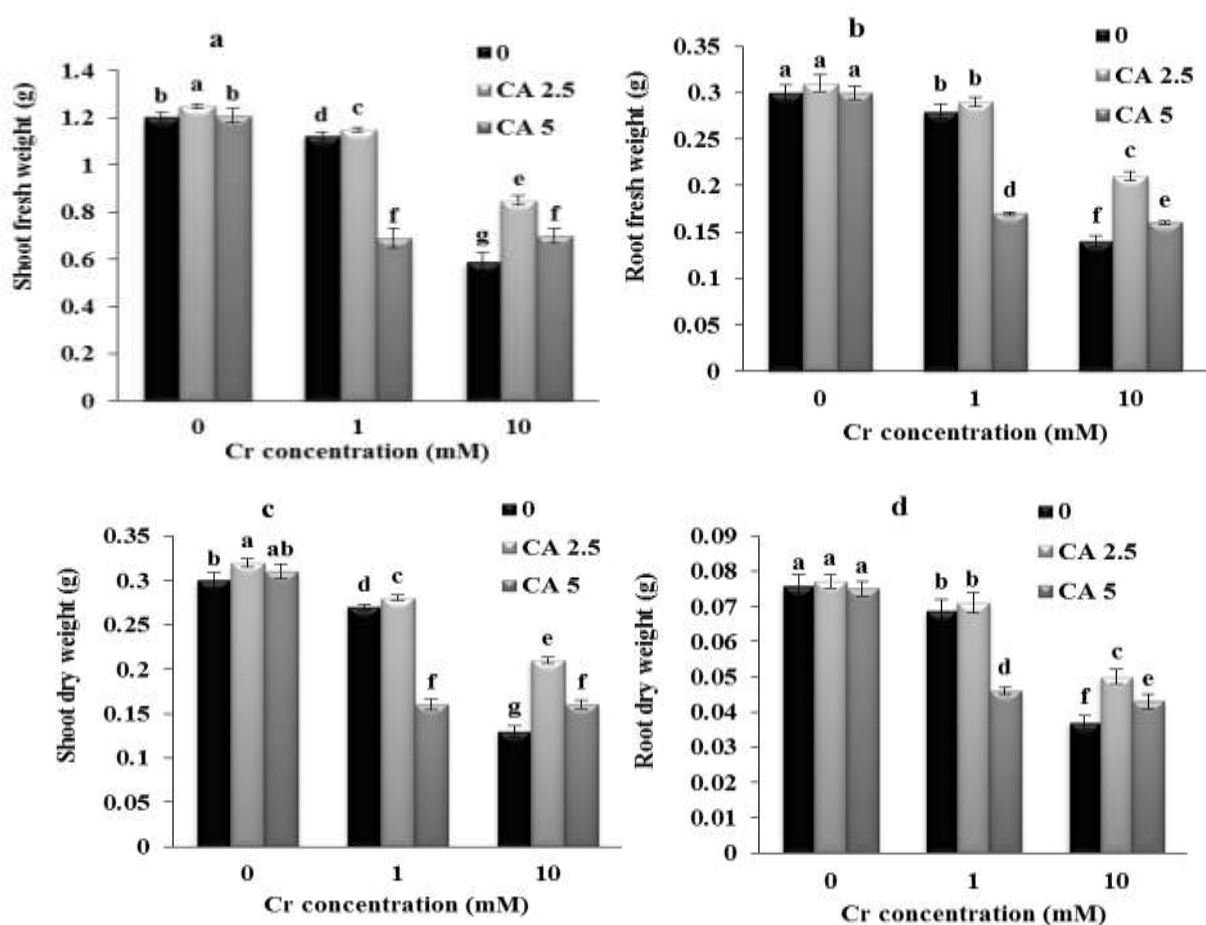 a
0
CA 2.5
CA 5
Shoot fresh weight (g)
1.4
1.2
1
0.8
0.6
0.4
0.2
0
b a b
d c f
g e f
0 1 10
Cr concentration (mM)
b
0
CA 2.5
CA 5
Root fresh weight (g)
0.35
0.3
0.25
0.2
0.15
0.1
0.05
0
a a a
b b d
f c e
0 1 10
Cr concentration (mM)
c
0
CA 2.5
CA 5
Shoot dry weight (g)
0.35
0.3
0.25
0.2
0.15
0.1
0.05
0
b a ab
d c f
g e f
0 1 10
Cr concentration (mM)
d
0
CA 2.5
CA 5
Root dry weight (g)
0.09
0.08
0.07
0.06
0.05
0.04
0.03
0.02
0.01
0
a a a
b b d
f c e
0 1 10
Cr concentration (mM)